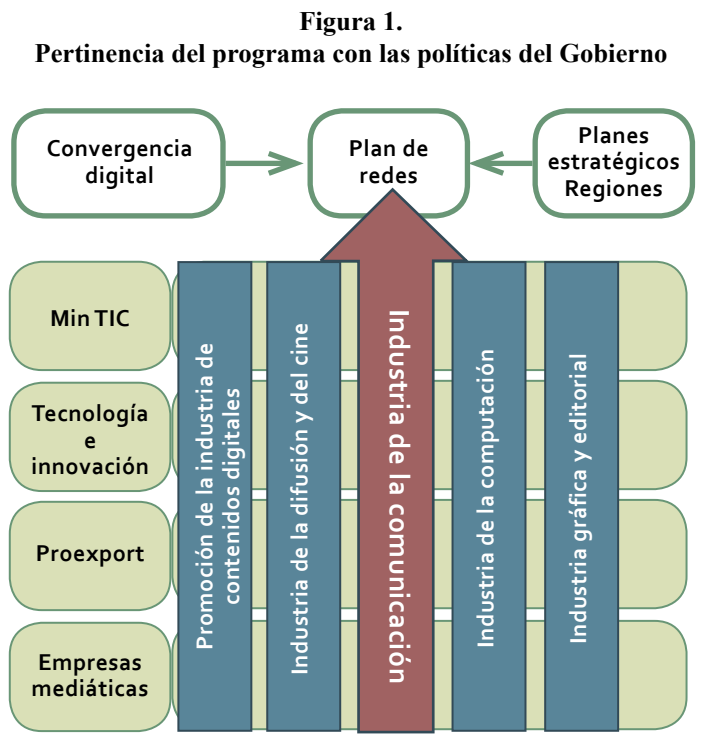 Figura 1.
Pertinencia del programa con las políticas del Gobierno
Convergencia
digital
Plan de
redes
Planes
estratégicos
Regiones
Min TIC
Tecnología
e
innovación
Proexport
Empresas
mediáticas
Promoción de la industria de
contenidos digitales
Industria de la difusión y del cine
Industria de la comunicación
Industria de la computación
Industria gráfica y editorial